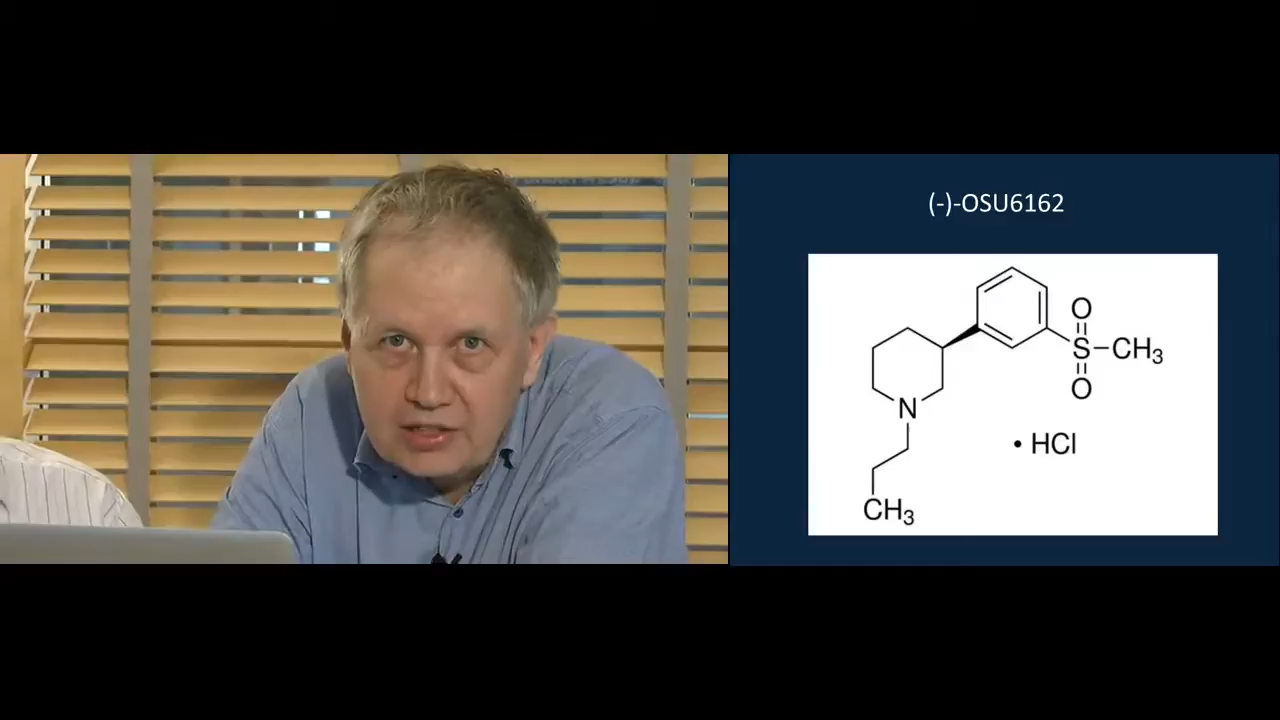 (-)-OSU6162
O
S
CH3
O
N
• HCl
CH3